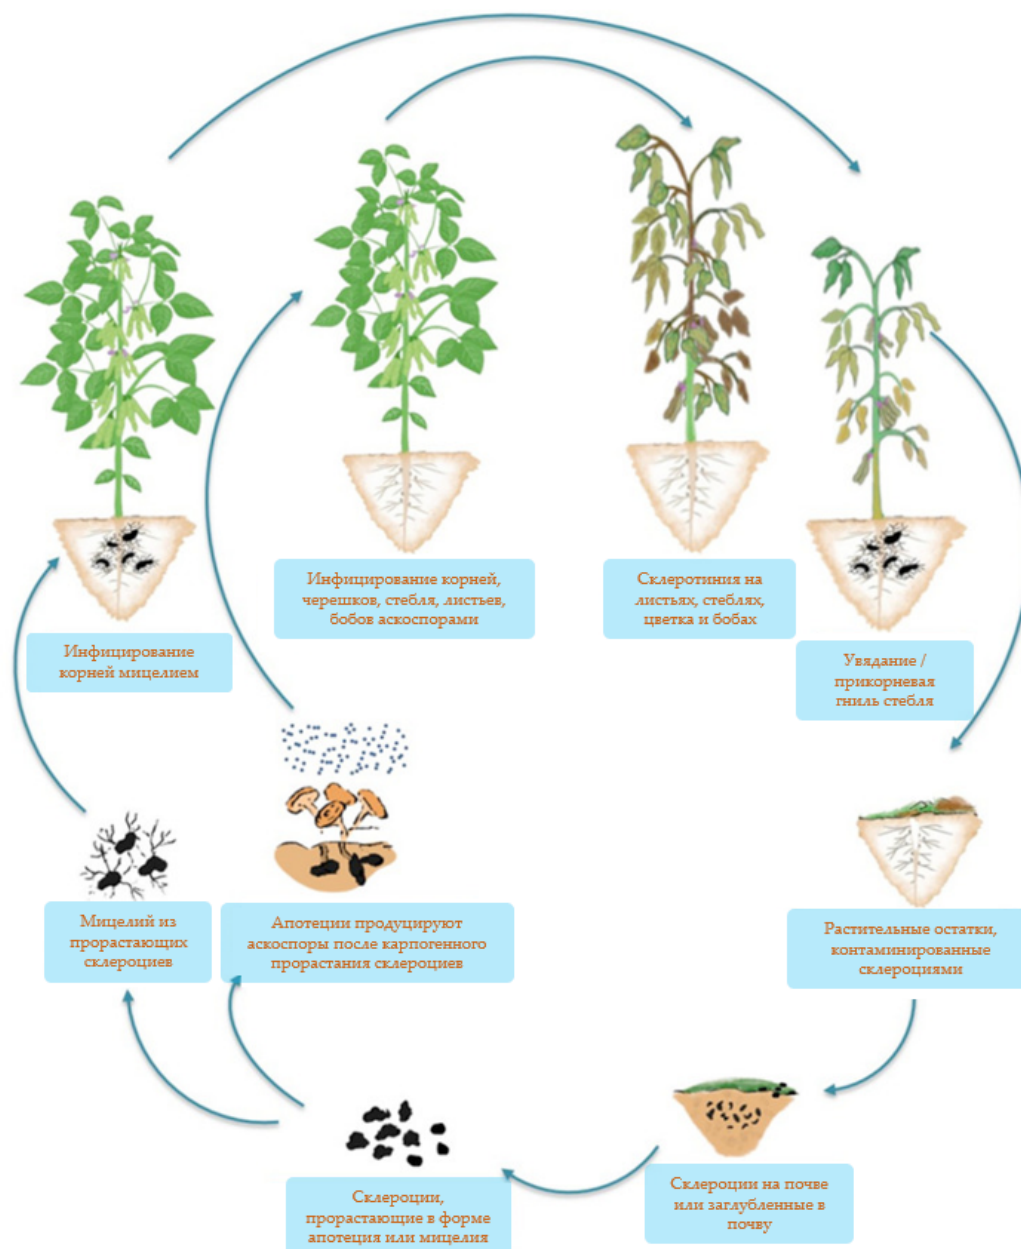 Инфицирование корней,
черешков, стебля, листьев,
бобов аскоспорами
Склеротиния на
листьях, стеблях,
цветка и бобах
Инфицирование
корней мицелием
Увядание /
прикорневая
гниль стебля
Мицелий из
прорастающих
склероциев
Апотеции продуцируют
аскоспоры после карпогенного
прорастания склероциев
Растительные остатки,
контаминированные
склероциями
Склероции,
прорастающие в форме
апотеция или мицелия
Склероции на почве
или заглубленные в
почву